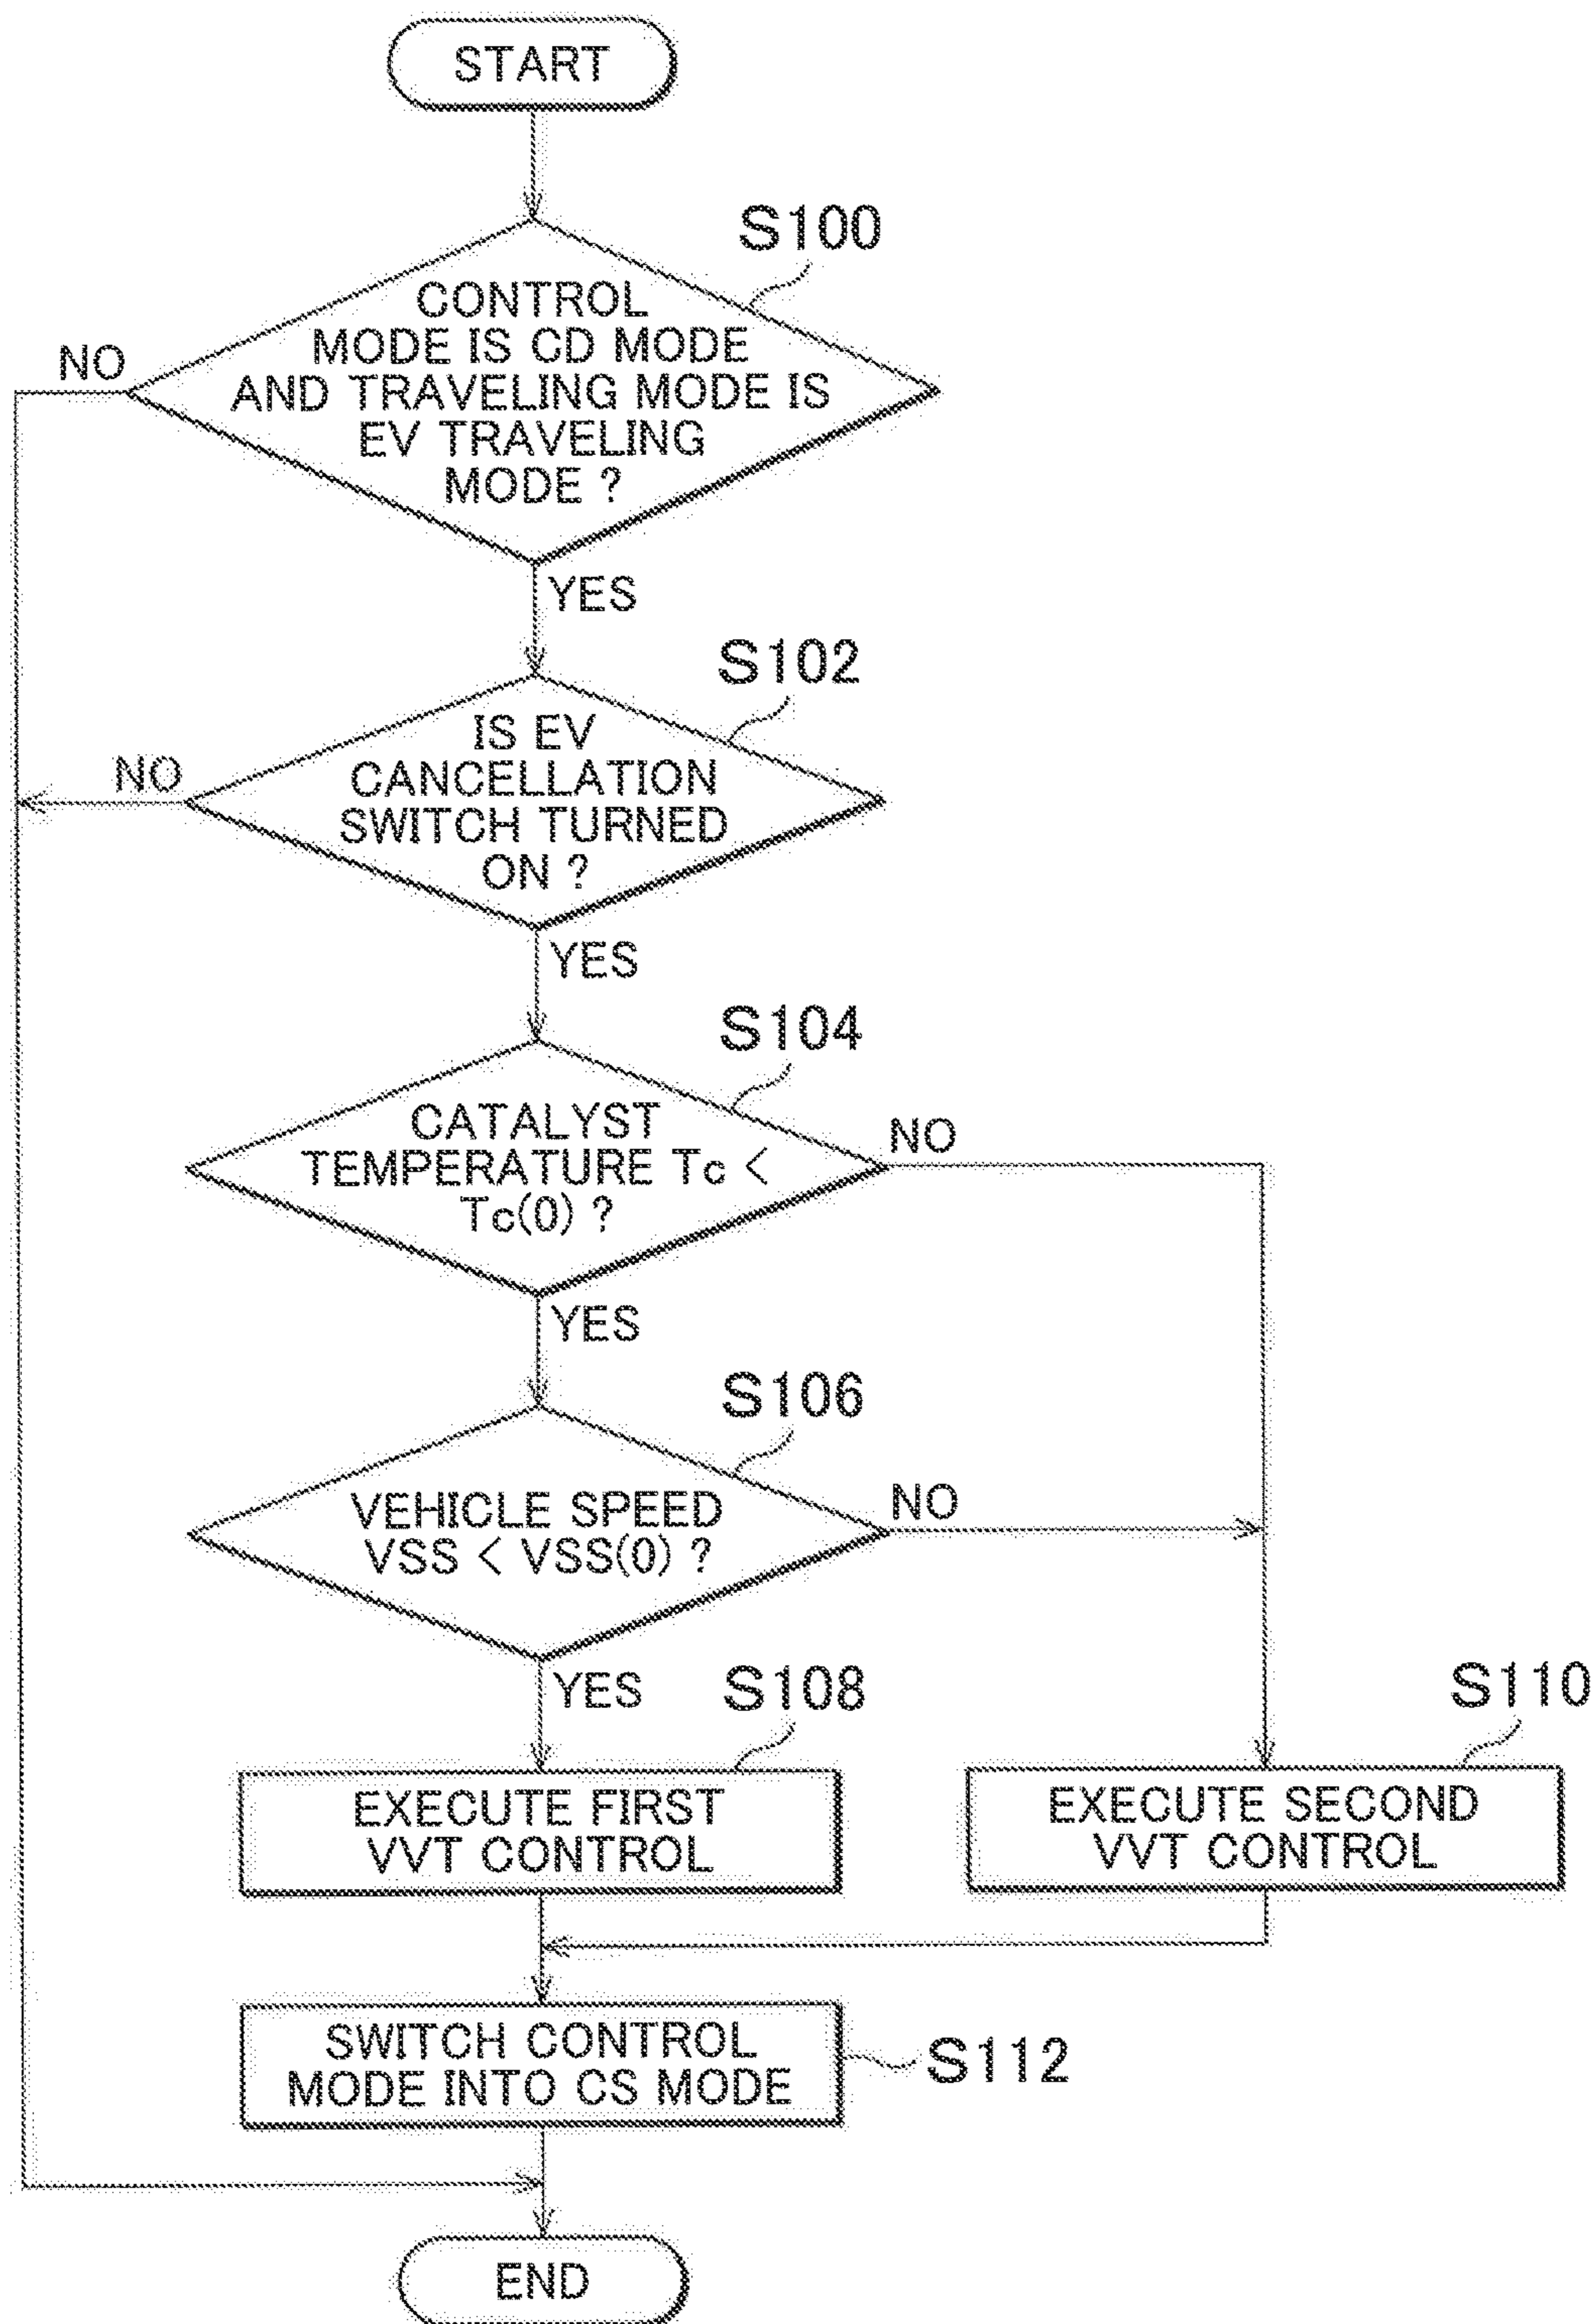 START
S100
CONTROL
MODE IS CD MODE
AND TRAVELING MODE IS
EV TRAVELING
MODE ?
NO
YES
S102
IS EV
CANCELLATION
SWITCH TURNED
ON ?
NO
YES
S104
CATALYST
TEMPERATURE Tc <
Tc(0) ?
NO
YES
S106
VEHICLE SPEED
VSS < VSS(0) ?
NO
YES
S108
EXECUTE FIRST
VVT CONTROL
S110
EXECUTE SECOND
VVT CONTROL
SWITCH CONTROL
MODE INTO CS MODE
S112
END